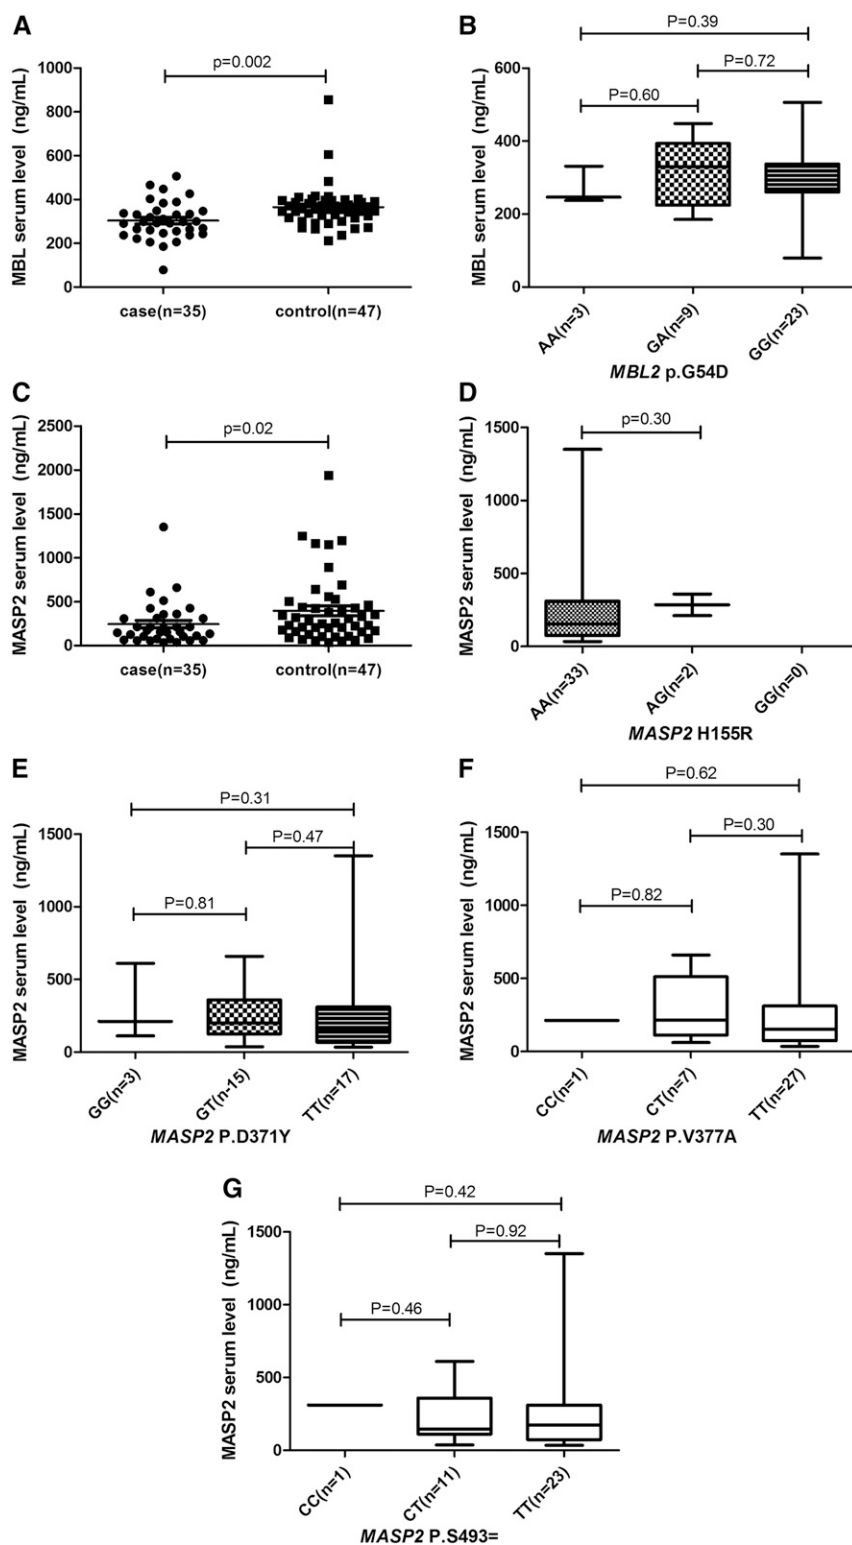 A
MBL serum level (ng/mL)
1000
800
600
400
200
0
p=0.002
case(n=35)
control(n=47)
B
MBL serum level (ng/mL)
600
400
200
0
P=0.39
P=0.72
P=0.60
AA(n=3)
GA(n=9)
GG(n=23)
MBL2 p.G54D
C
MASP2 serum level (ng/mL)
2500
2000
1500
1000
500
0
p=0.02
case(n=35)
control(n=47)
D
MASP2 serum level (ng/mL)
1500
1000
500
0
p=0.30
AA(n=33)
AG(n=2)
GG(n=0)
MASP2 H155R
E
MASP2 serum level (ng/mL)
1500
1000
500
0
P=0.31
P=0.47
P=0.81
GG(n=3)
GT(n-15)
TT(n=17)
MASP2 P.D371Y
F
MASP2 serum level (ng/mL)
1500
1000
500
0
P=0.62
P=0.30
P=0.82
CC(n=1)
CT(n=7)
TT(n=27)
MASP2 P.V377A
G
MASP2 serum level (ng/mL)
1500
1000
500
0
P=0.42
P=0.92
P=0.46
CC(n=1)
CT(n=11)
TT(n=23)
MASP2 P.S493=